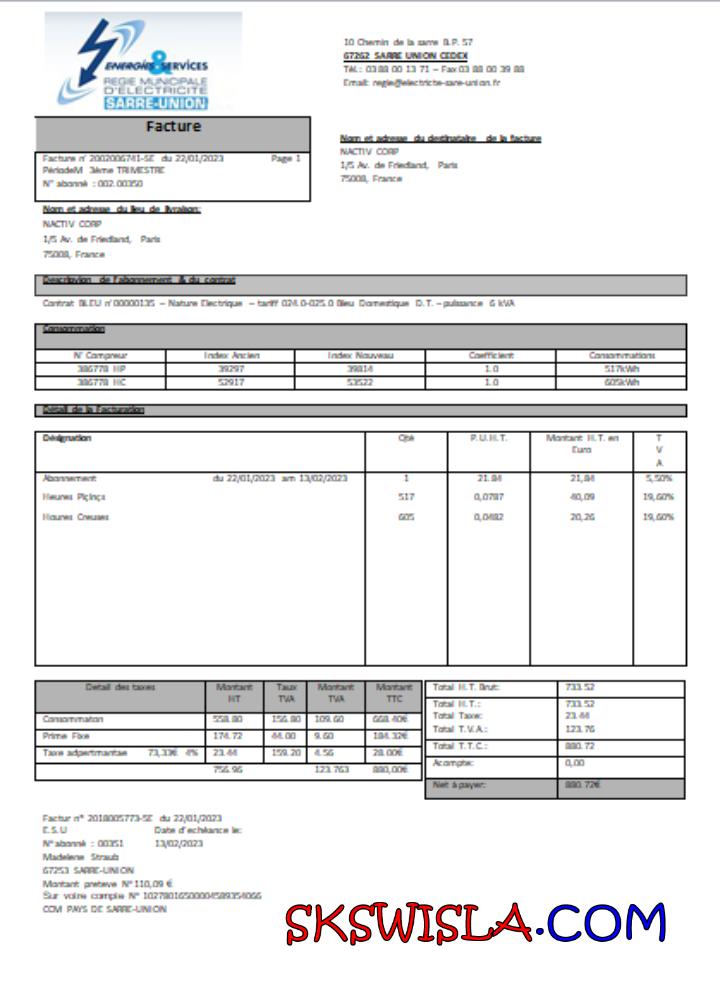 ENERGIES & SERVICES
REGIE MUNICIPALE
D'ELECTRICITE
SARRE-UNION
10 Chemin de la sarre B.P. 57
67262 SARRE UNION CEDEX
Tél.: 03 88 00 13 71 – Fax 03 88 00 39 88
Email: regie@electricite-sare-union.fr
Facture
Facture n° 2002006741-SE du 22/01/2023 Page 1
PériodeM 3ème TRIMESTRE
N° abonné : 002.00350
Nom et adresse du destinataire de la facture
NACTIV CORP
1/5 Av. de Friedland, Paris
75008, France
Nom et adresse du lieu de livraison:
NACTIV CORP
1/5 Av. de Friedland, Paris
75008, France
Description de l'abonnement & du contrat
Contrat BLEU n°00000135 – Nature Electrique – tariff 024.0-025.0 Bleu Domestique D.T. – puissance 6 kVA
Consommation
N° Compreur Index Ancien Index Nouveau Coefficient Consommations
386778 HP 39297 39814 1.0 517kWh
386778 HC 52917 53522 1.0 605kWh
Détail de la Facturation
Désignation Qté P.U.H.T. Montant H.T. en Euro T V A
Abonnement du 22/01/2023 am 13/02/2023 1 21.84 21,84 5,50%
Heures 517 0,0787 40,09 19,60%
Houres Creuses 605 0,0482 20,26 19,60%
Detail des taxes Montant HT Taux TVA Montant TVA Montant TTC
Consommaton 558.80 156.80 109.60 668.40€
Prime Fixe 174.72 44.00 9.60 184.32€
Taxe adpertmantae 73,33€ 4% 23.44 159.20 4.56 28.00€
756.96 123.763 880,00€
Total H.T. Brut: 733.52
Total H.T.: 733.52
Total Taxe: 23.44
Total T.V.A.: 123.76
Total T.T.C.: 880.72
Acompte: 0,00
Net à payer: 880.72€
Factur n° 2018005773-SE du 22/01/2023
E.S.U Date d'echéance le:
N° abonné : 00351 13/02/2023
Madelene Straub
67253 SARRE-UNION
Montant preteve N° 110,09 €
Sur votre compte N° 10278016500004589354066
CCM PAYS DE SARRE-UNION
SKSWISLA.COM